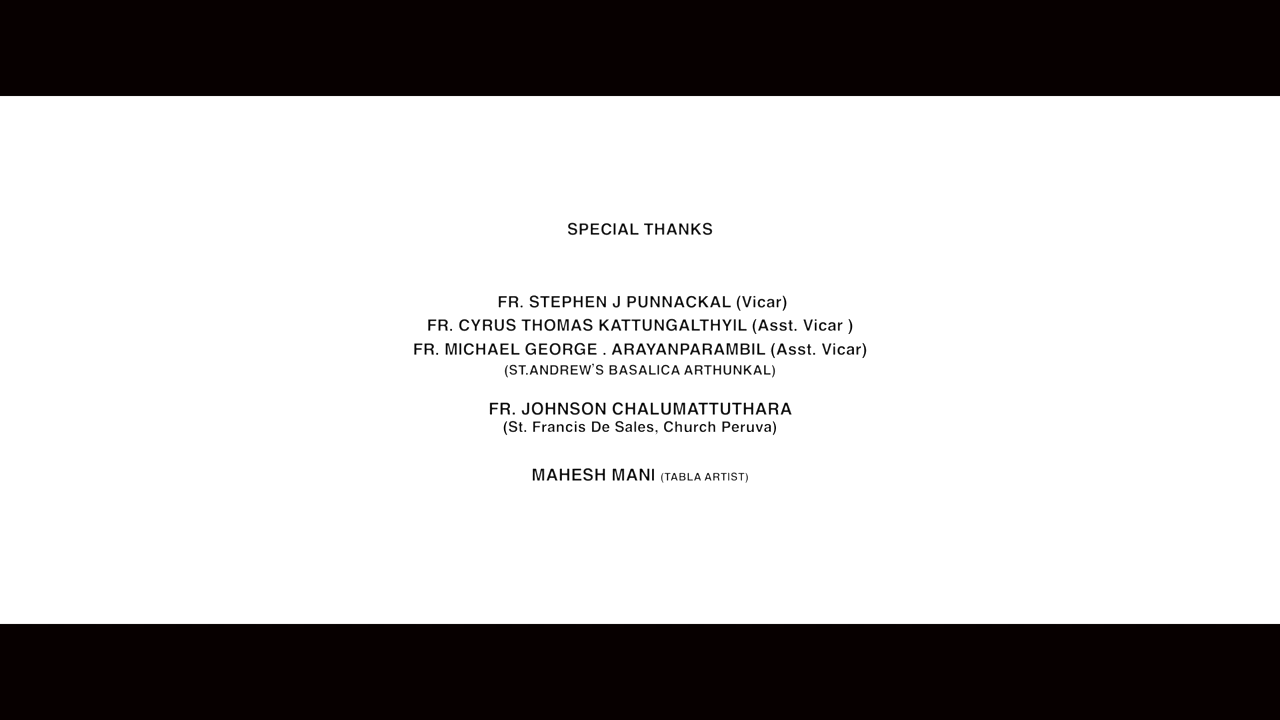 SPECIAL THANKS
FR. STEPHEN J PUNNACKAL (Vicar)
FR. CYRUS THOMAS KATTUNGALTHYIL (Asst. Vicar )
FR. MICHAEL GEORGE . ARAYANPARAMBIL (Asst. Vicar)
(ST.ANDREW'S BASALICA ARTHUNKAL)
FR. JOHNSON CHALUMATTUTHARA
(St. Francis De Sales, Church Peruva)
MAHESH MANI (TABLA ARTIST)